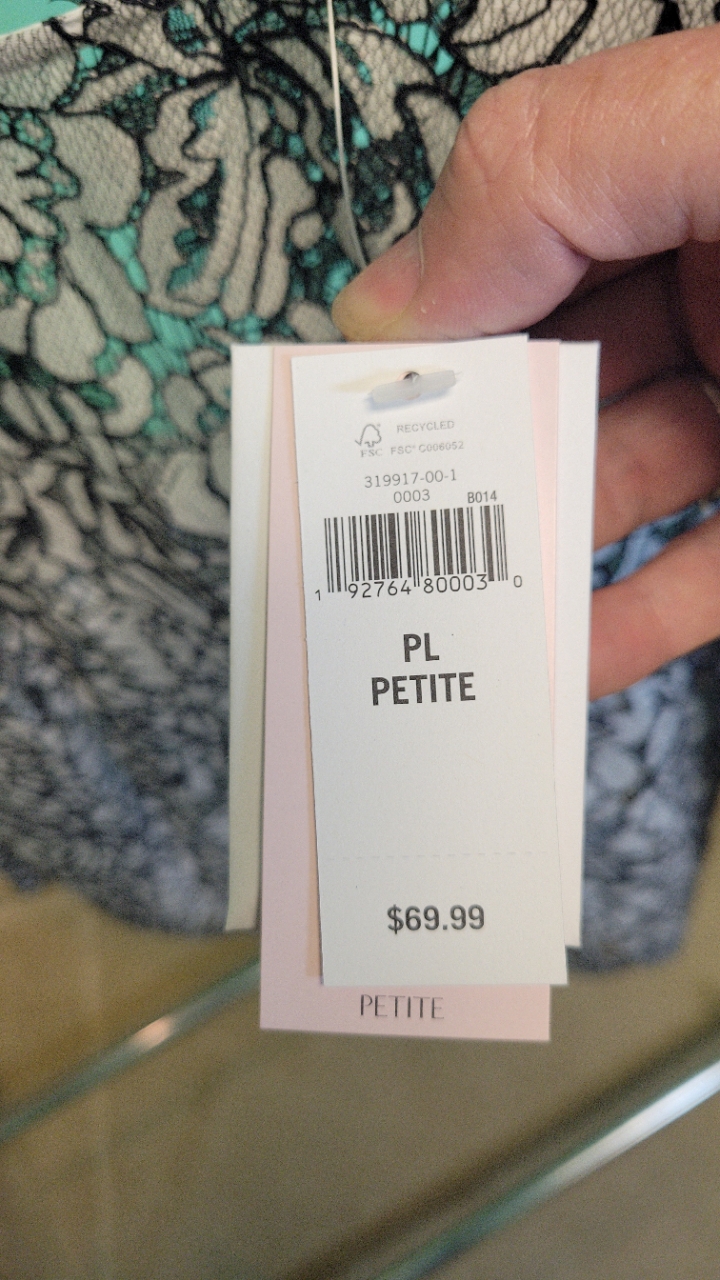 RECYCLED
FSC FSC® C006052
319917-00-1
0003 B014
1 92764 80003 0
PL
PETITE
$69.99
PETITE